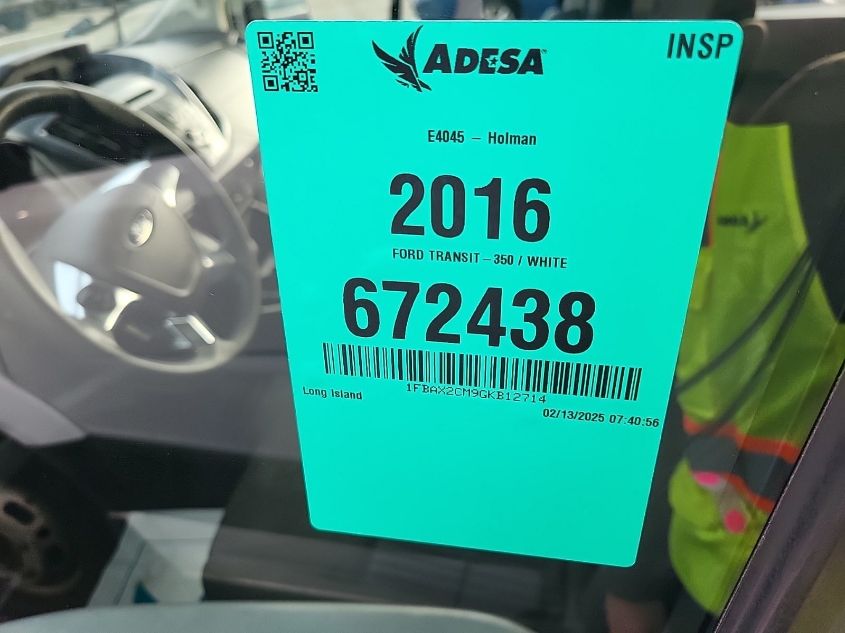 ADESA
INSP
E4045 – Holman
2016
FORD TRANSIT–350 / WHITE
672438
1FBAX2CM9GKB12714
Long Island
02/13/2025 07:40:56